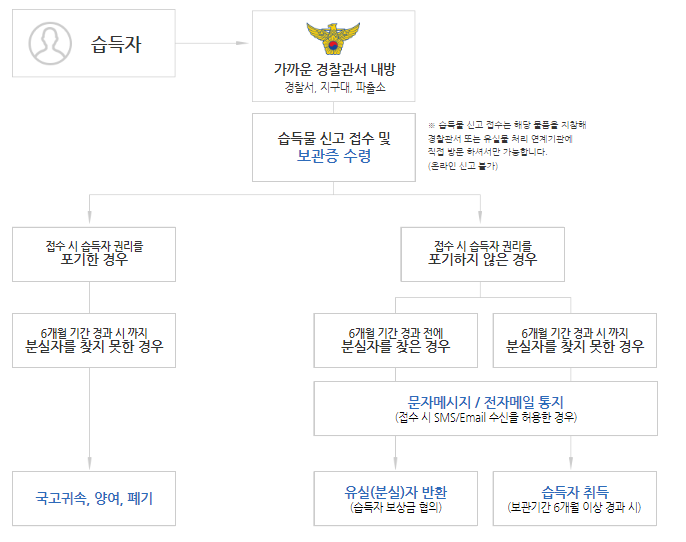 습득자
가까운 경찰관서 내방
경찰서, 지구대, 파출소
습득물 신고 접수 및
보관증 수령
※ 습득물 신고 접수는 해당 물품을 지참해
경찰관서 또는 유실물 처리 연계기관에
직접 방문 하셔서만 가능합니다.
(온라인 신고 불가)
접수 시 습득자 권리를
포기한 경우
접수 시 습득자 권리를
포기하지 않은 경우
6개월 기간 경과 시 까지
분실자를 찾지 못한 경우
6개월 기간 경과 전에
분실자를 찾은 경우
6개월 기간 경과 시 까지
분실자를 찾지 못한 경우
문자메시지 / 전자메일 통지
(접수 시 SMS/Email 수신을 허용한 경우)
국고귀속, 양여, 폐기
유실(분실)자 반환
(습득자 보상금 협의)
습득자 취득
(보관기간 6개월 이상 경과 시)